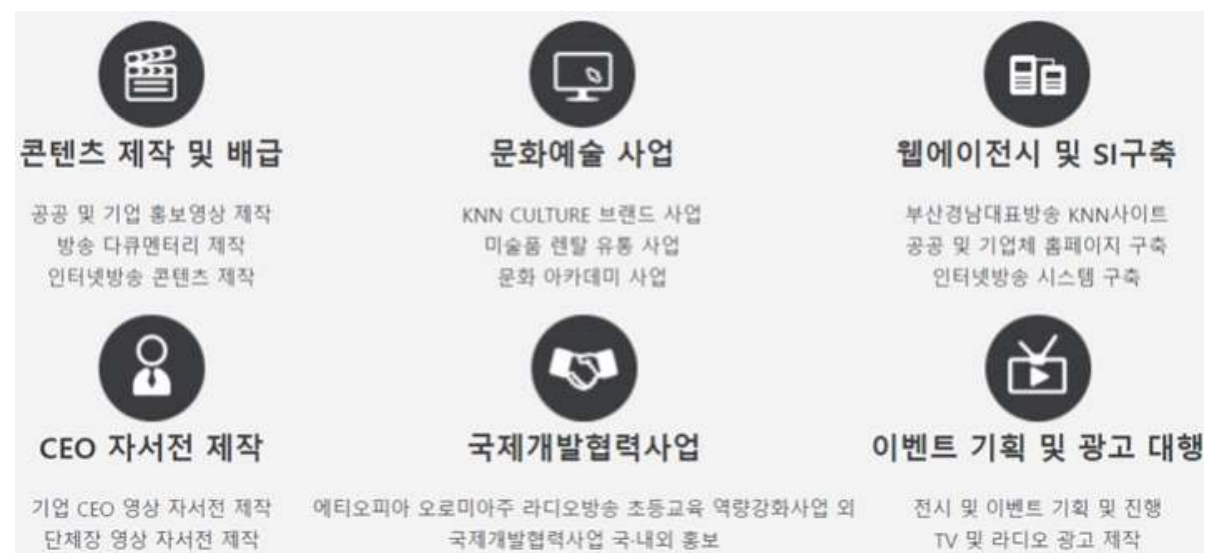 콘텐츠 제작 및 배급
공공 및 기업 홍보영상 제작
방송 다큐멘터리 제작
인터넷방송 콘텐츠 제작
문화예술 사업
KNN CULTURE 브랜드 사업
미술품 렌탈 유통 사업
문화 아카데미 사업
웹에이전시 및 SI구축
부산경남대표방송 KNN사이트
공공 및 기업체 홈페이지 구축
인터넷방송 시스템 구축
CEO 자서전 제작
기업 CEO 영상 자서전 제작
단체장 영상 자서전 제작
국제개발협력사업
에티오피아 오로미아주 라디오방송 초등교육 역량강화사업 외
국제개발협력사업 국·내외 홍보
이벤트 기획 및 광고 대행
전시 및 이벤트 기획 및 진행
TV 및 라디오 광고 제작